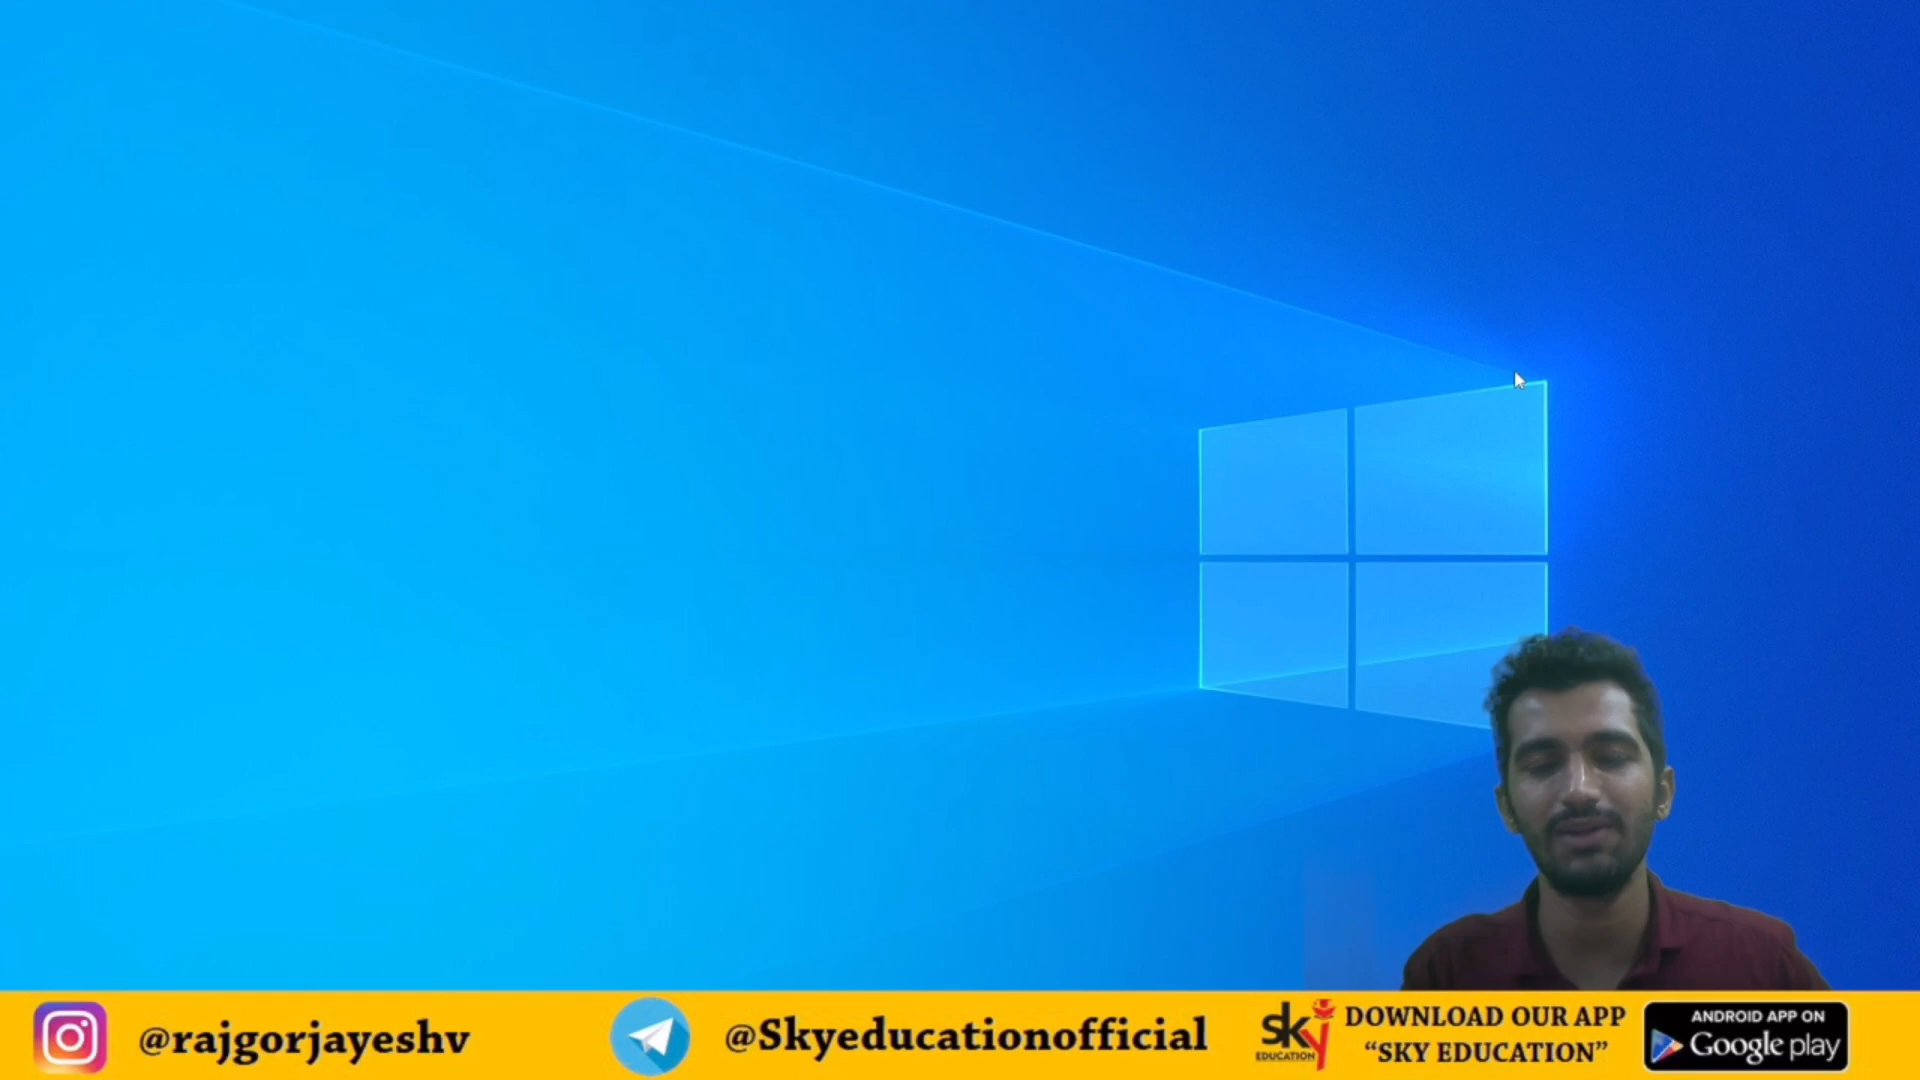 @rajgorjayeshv
@Skyeducationofficial
sky
EDUCATION
DOWNLOAD OUR APP
“SKY EDUCATION”
ANDROID APP ON
Google play